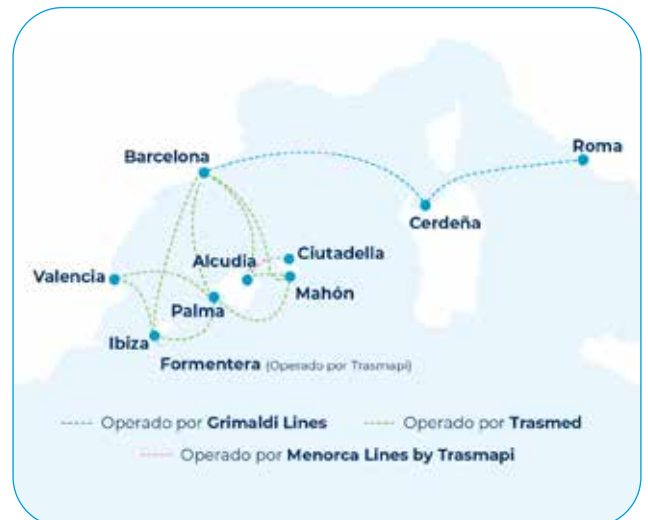 Barcelona
Roma
Cerdeña
Ciutadella
Alcudia
Valencia
Mahón
Palma
Ibiza
Formentera (Operado por Trasmapi)
Operado por Grimaldi Lines
Operado por Trasmed
Operado por Menorca Lines by Trasmapi